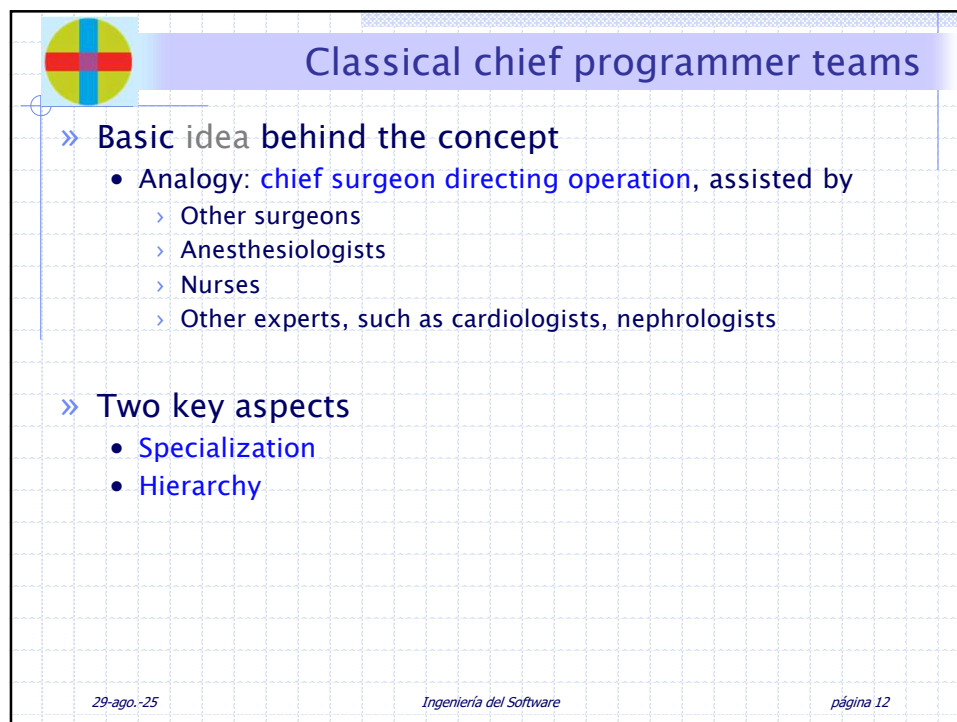 Classical chief programmer teams
» Basic idea behind the concept
• Analogy: chief surgeon directing operation, assisted by
› Other surgeons
› Anesthesiologists
› Nurses
› Other experts, such as cardiologists, nephrologists
» Two key aspects
• Specialization
• Hierarchy
29-ago.-25 Ingeniería del Software página 12